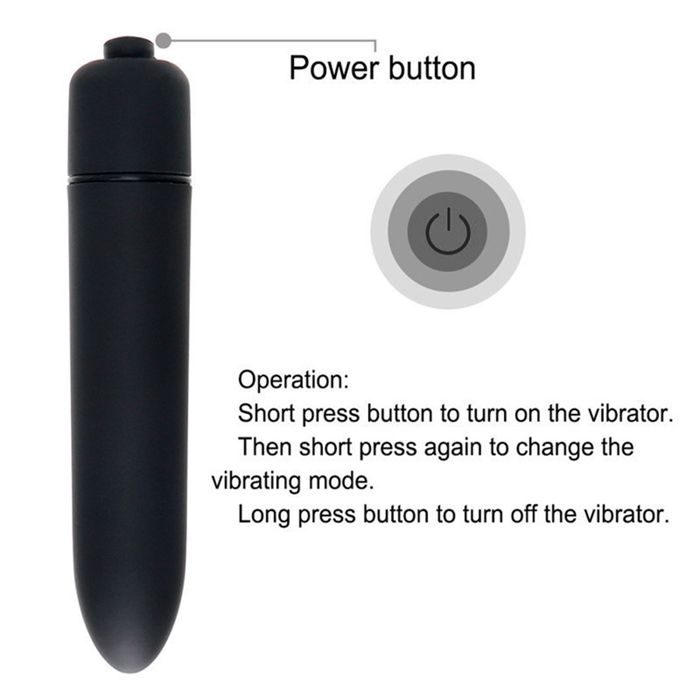 Power button
Operation:
Short press button to turn on the vibrator.
Then short press again to change the
vibrating mode.
Long press button to turn off the vibrator.